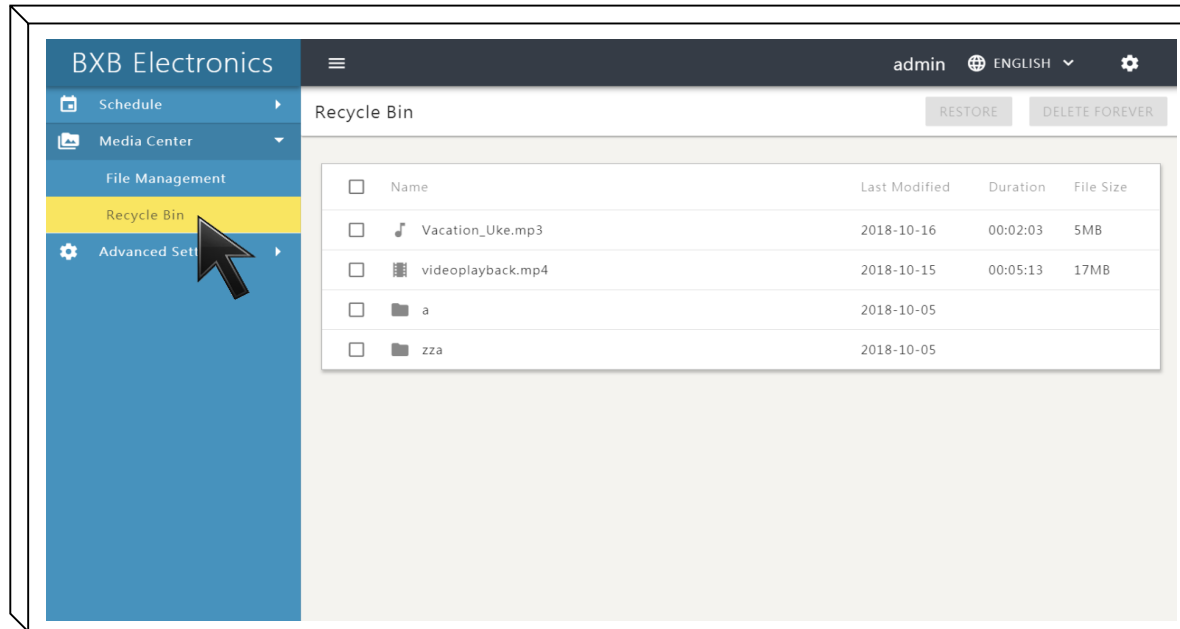 BXB Electronics
admin ENGLISH
Schedule
Media Center
File Management
Recycle Bin
Advanced Sett
Recycle Bin RESTORE DELETE FOREVER
Name Last Modified Duration File Size
Vacation_Uke.mp3 2018-10-16 00:02:03 5MB
videoplayback.mp4 2018-10-15 00:05:13 17MB
a 2018-10-05
zza 2018-10-05